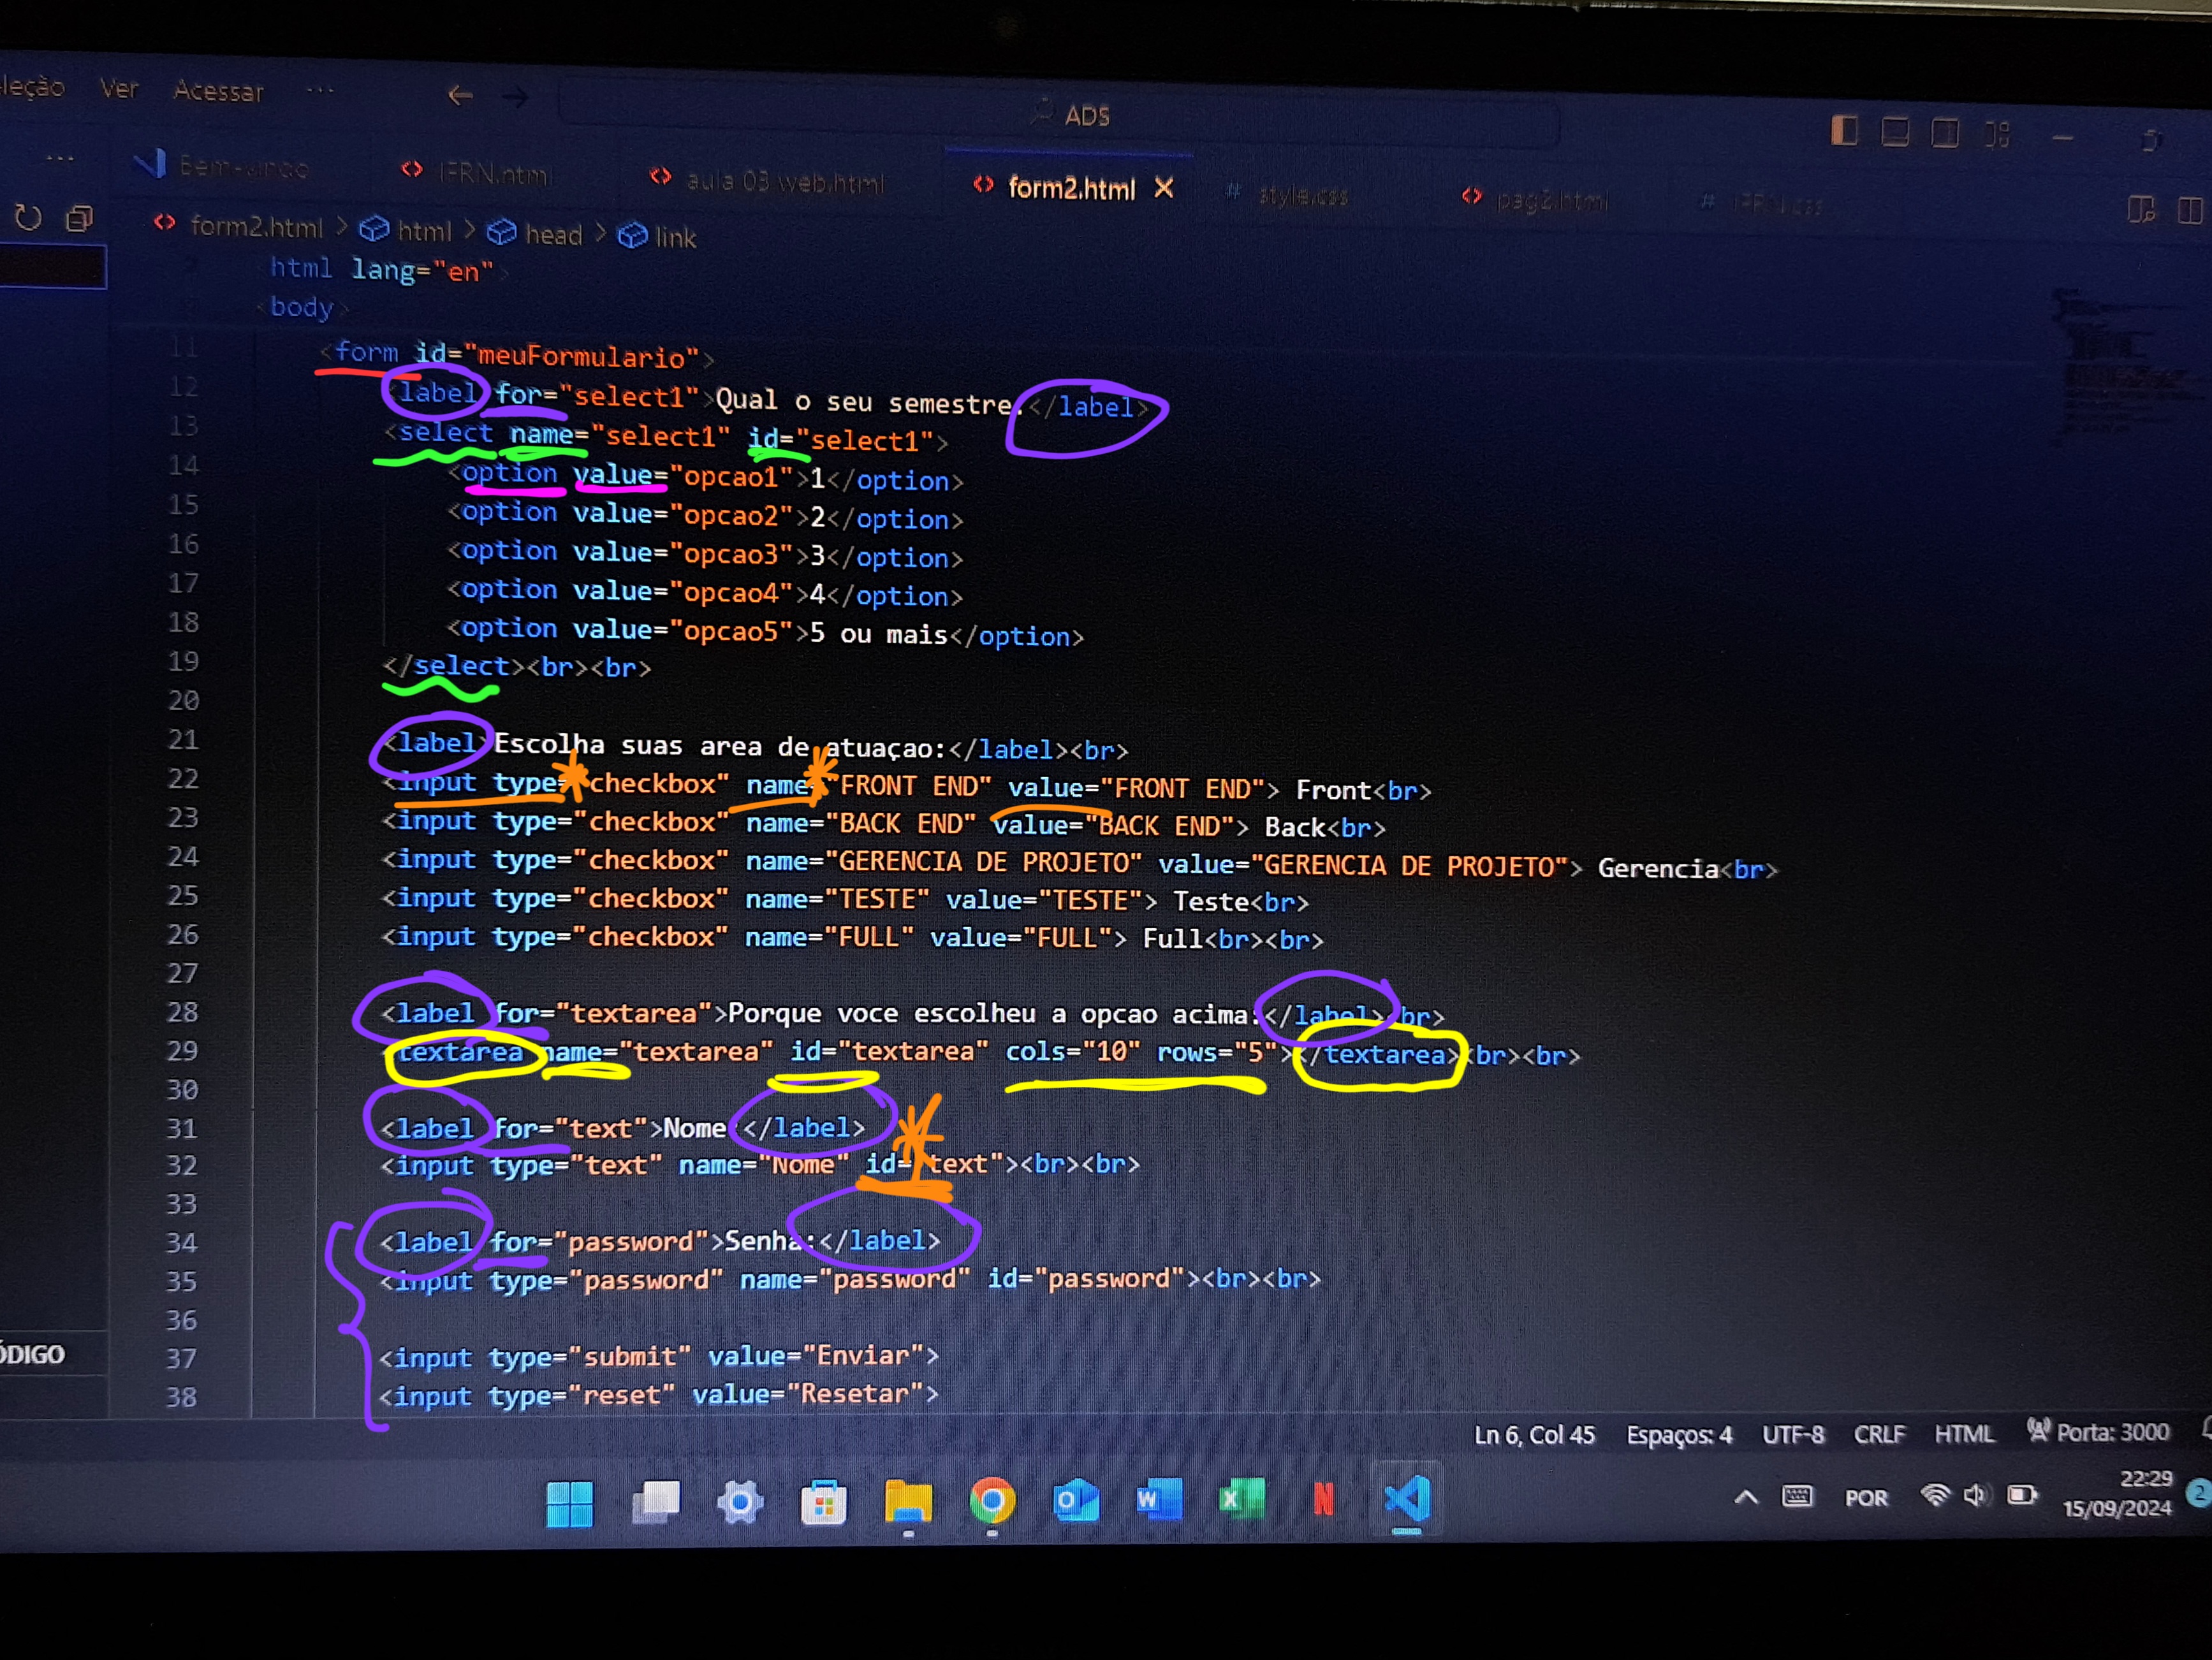 leção Ver Acessar ... ADS
Bem-vindo IFRN.html aula 03 web.html form2.html # style.css pag2.html # IFRN.css
form2.html > html > head > link
html lang="en"
<body>
11 <form id="meuFormulario">
12 <label for="select1">Qual o seu semestre:</label>
13 <select name="select1" id="select1">
14 <option value="opcao1">1</option>
15 <option value="opcao2">2</option>
16 <option value="opcao3">3</option>
17 <option value="opcao4">4</option>
18 <option value="opcao5">5 ou mais</option>
19 </select><br><br>
20
21 <label>Escolha suas area de atuaçao:</label><br>
22 <input type="checkbox" name="FRONT END" value="FRONT END"> Front<br>
23 <input type="checkbox" name="BACK END" value="BACK END"> Back<br>
24 <input type="checkbox" name="GERENCIA DE PROJETO" value="GERENCIA DE PROJETO"> Gerencia<br>
25 <input type="checkbox" name="TESTE" value="TESTE"> Teste<br>
26 <input type="checkbox" name="FULL" value="FULL"> Full<br><br>
27
28 <label for="textarea">Porque voce escolheu a opcao acima:</label><br>
29 <textarea name="textarea" id="textarea" cols="10" rows="5"></textarea><br><br>
30
31 <label for="text">Nome:</label>
32 <input type="text" name="Nome" id="text"><br><br>
33
34 <label for="password">Senha:</label>
35 <input type="password" name="password" id="password"><br><br>
36
37 <input type="submit" value="Enviar">
38 <input type="reset" value="Resetar">
ÓDIGO
Ln 6, Col 45 Espaços: 4 UTF-8 CRLF HTML Porta: 3000
POR 22:29
15/09/2024 2